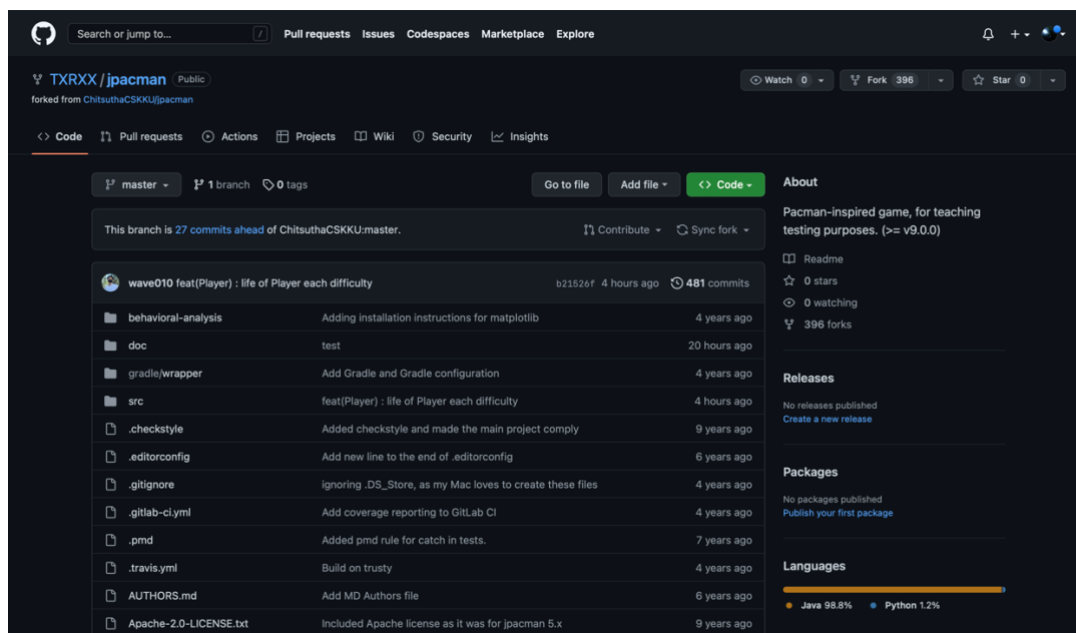 Search or jump to... / Pull requests Issues Codespaces Marketplace Explore
TXRXX / jpacman Public
Watch 0 Fork 396 Star 0
forked from ChitsuthaCSKKU/jpacman
Code Pull requests Actions Projects Wiki Security Insights
master 1 branch 0 tags Go to file Add file Code
This branch is 27 commits ahead of ChitsuthaCSKKU:master. Contribute Sync fork
wave010 feat(Player) : life of Player each difficulty b21526f 4 hours ago 481 commits
behavioral-analysis Adding installation instructions for matplotlib 4 years ago
doc test 20 hours ago
gradle/wrapper Add Gradle and Gradle configuration 4 years ago
src feat(Player) : life of Player each difficulty 4 hours ago
.checkstyle Added checkstyle and made the main project comply 9 years ago
.editorconfig Add new line to the end of .editorconfig 6 years ago
.gitignore ignoring .DS_Store, as my Mac loves to create these files 4 years ago
.gitlab-ci.yml Add coverage reporting to GitLab CI 4 years ago
.pmd Added pmd rule for catch in tests. 7 years ago
.travis.yml Build on trusty 4 years ago
AUTHORS.md Add MD Authors file 6 years ago
Apache-2.0-LICENSE.txt Included Apache license as it was for jpacman 5.x 9 years ago
About
Pacman-inspired game, for teaching
testing purposes. (>= v9.0.0)
Readme
0 stars
0 watching
396 forks
Releases
No releases published
Create a new release
Packages
No packages published
Publish your first package
Languages
Java 98.8% Python 1.2%